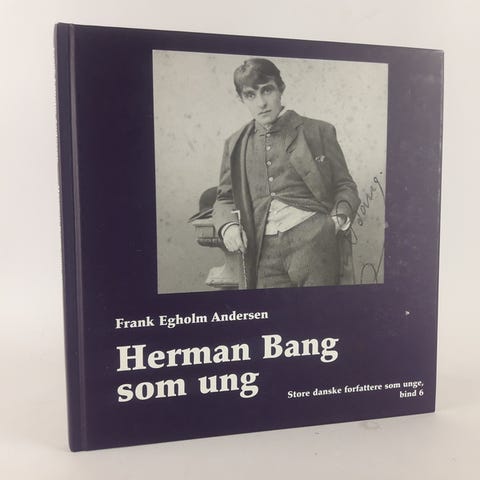 Frank Egholm Andersen
Herman Bang
som ung
Store danske forfattere som unge,
bind 6